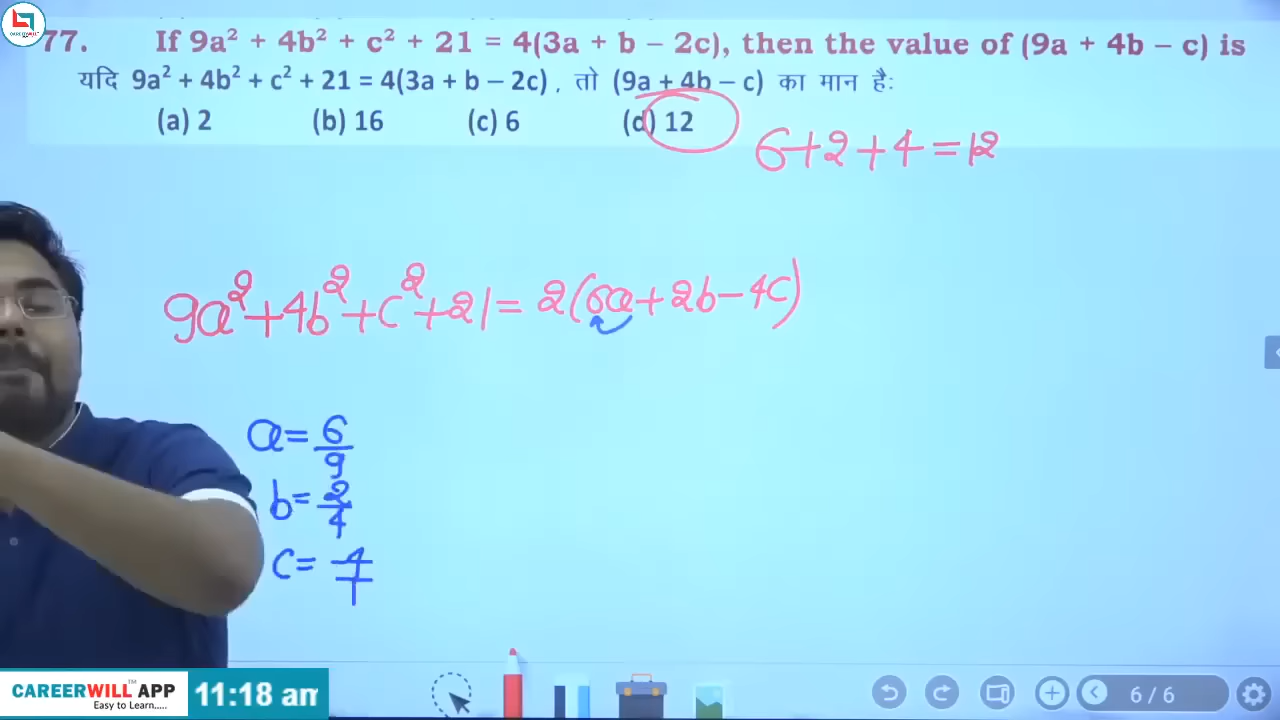 CAREERWILL
77. If 9a² + 4b² + c² + 21 = 4(3a + b – 2c), then the value of (9a + 4b – c) is
यदि 9a² + 4b² + c² + 21 = 4(3a + b – 2c), तो (9a + 4b – c) का मान है:
(a) 2 (b) 16 (c) 6 (d) 12
6+2+4=12
9a²+4b²+c²+21=2(6a+2b-4c)
a=6/9
b=2/4
c=4/1
CAREERWILL™ APP
Easy to Learn.....
11:18 am
6 / 6